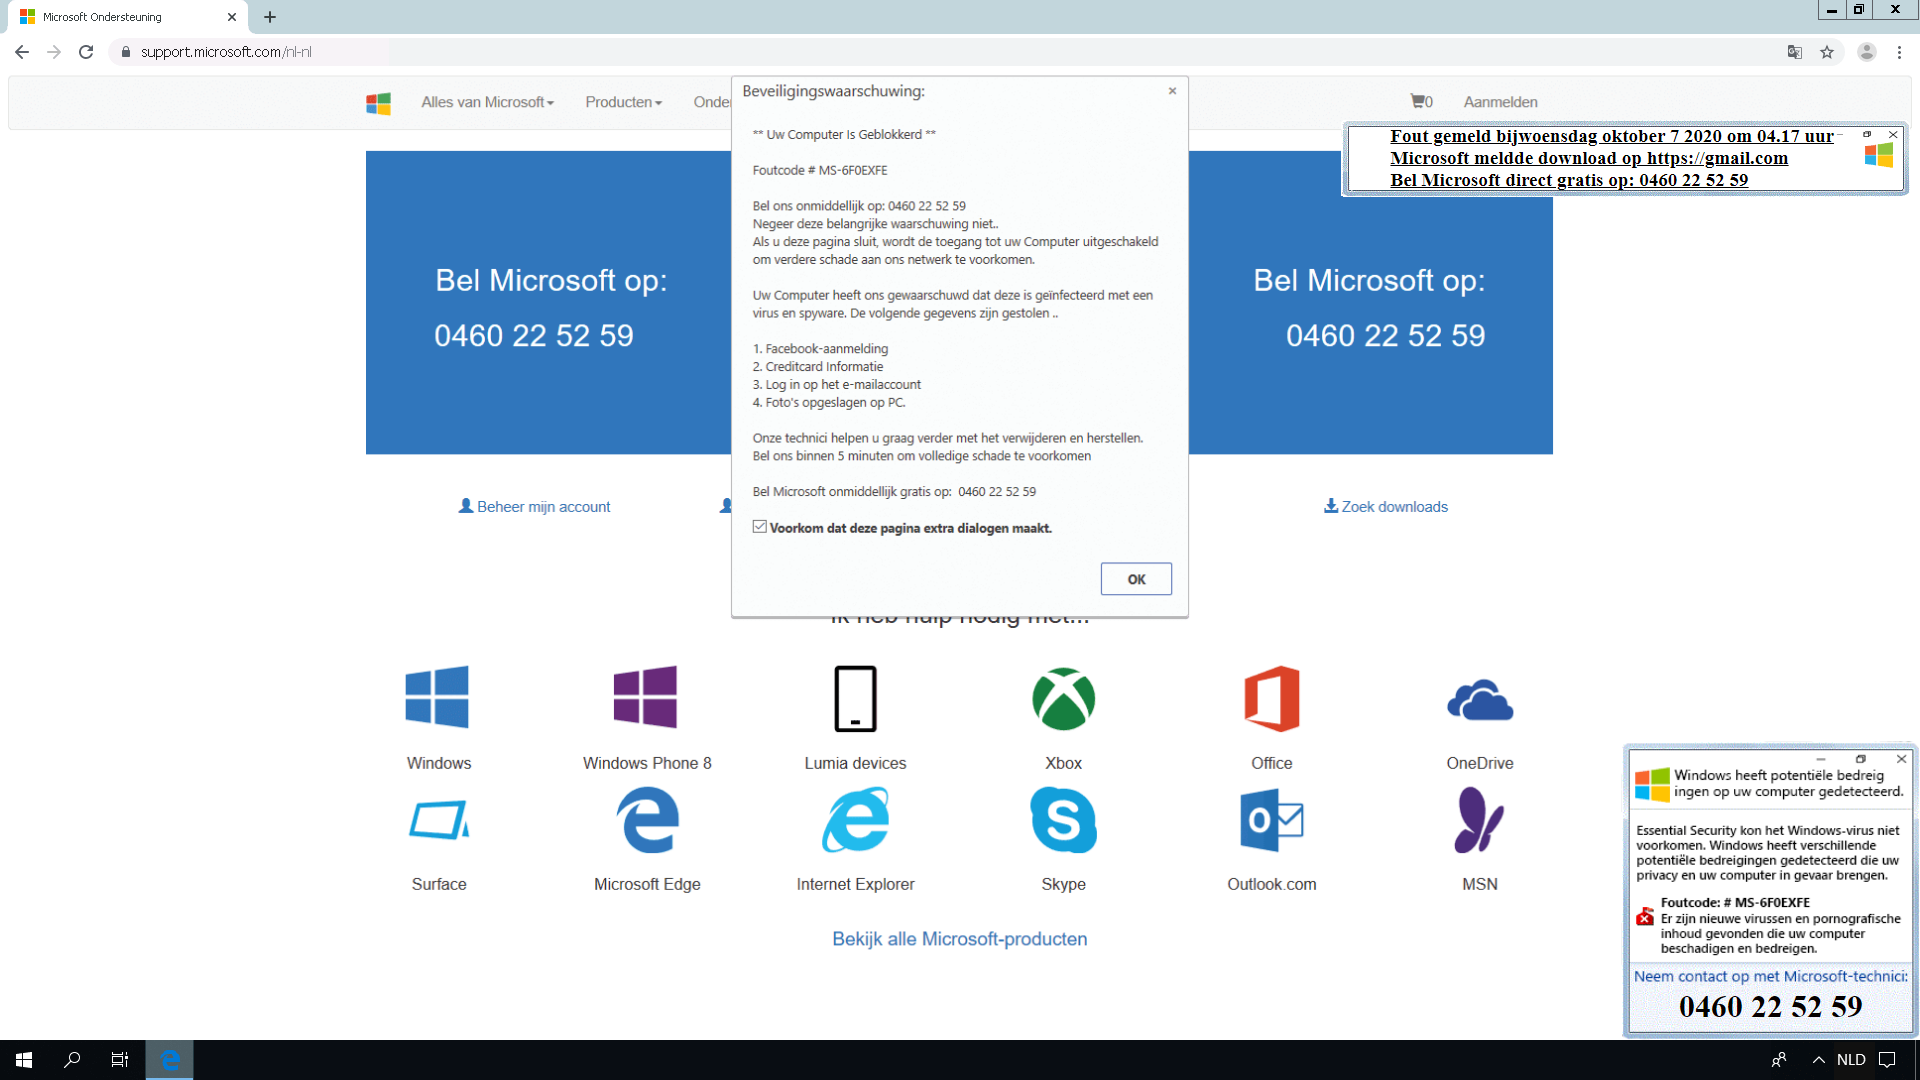 Microsoft Ondersteuning
support.microsoft.com/nl-nl
Alles van Microsoft
Producten
Onder
0
Aanmelden
Beveiligingswaarschuwing:
** Uw Computer Is Geblokkerd **
Foutcode # MS-6F0EXFE
Bel ons onmiddellijk op: 0460 22 52 59
Negeer deze belangrijke waarschuwing niet..
Als u deze pagina sluit, wordt de toegang tot uw Computer uitgeschakeld
om verdere schade aan ons netwerk te voorkomen.
Uw Computer heeft ons gewaarschuwd dat deze is geïnfecteerd met een
virus en spyware. De volgende gegevens zijn gestolen ..
1. Facebook-aanmelding
2. Creditcard Informatie
3. Log in op het e-mailaccount
4. Foto's opgeslagen op PC.
Onze technici helpen u graag verder met het verwijderen en herstellen.
Bel ons binnen 5 minuten om volledige schade te voorkomen
Bel Microsoft onmiddellijk gratis op: 0460 22 52 59
Voorkom dat deze pagina extra dialogen maakt.
OK
Fout gemeld bijwoensdag oktober 7 2020 om 04.17 uur
Microsoft meldde download op https://gmail.com
Bel Microsoft direct gratis op: 0460 22 52 59
Bel Microsoft op:
0460 22 52 59
Bel Microsoft op:
0460 22 52 59
Beheer mijn account
Zoek downloads
Ik heb hulp nodig met...
Windows
Windows Phone 8
Lumia devices
Xbox
Office
OneDrive
Surface
Microsoft Edge
Internet Explorer
Skype
Outlook.com
MSN
Bekijk alle Microsoft-producten
Windows heeft potentiële bedreig
ingen op uw computer gedetecteerd.
Essential Security kon het Windows-virus niet
voorkomen. Windows heeft verschillende
potentiële bedreigingen gedetecteerd die uw
privacy en uw computer in gevaar brengen.
Foutcode: # MS-6F0EXFE
Er zijn nieuwe virussen en pornografische
inhoud gevonden die uw computer
beschadigen en bedreigen.
Neem contact op met Microsoft-technici:
0460 22 52 59
NLD